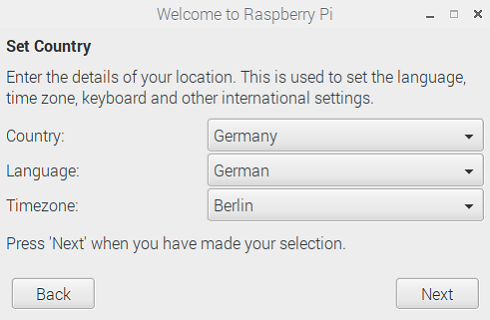 Welcome to Raspberry Pi
Set Country
Enter the details of your location. This is used to set the language,
time zone, keyboard and other international settings.
Country: Germany
Language: German
Timezone: Berlin
Press 'Next' when you have made your selection.
Back Next